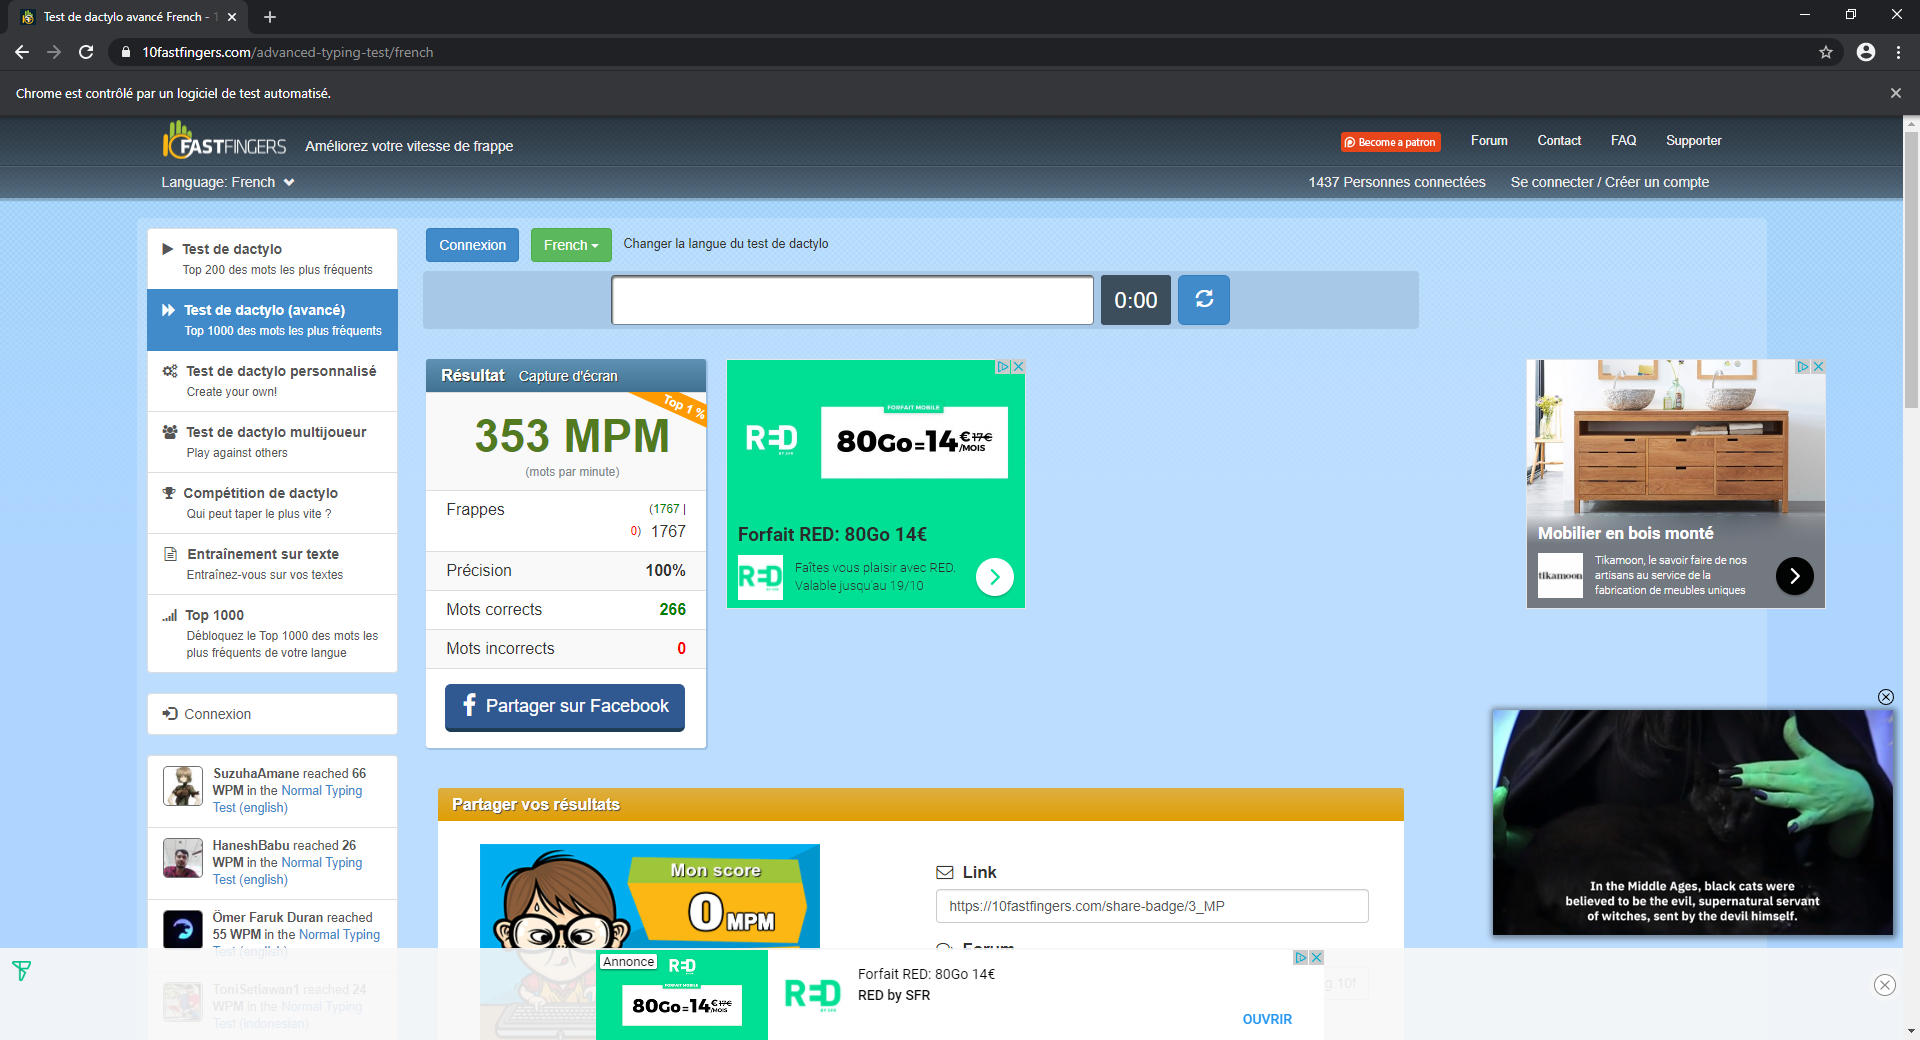 Test de dactylo avancé French - 1
10fastfingers.com/advanced-typing-test/french
Chrome est contrôlé par un logiciel de test automatisé.
10FASTFINGERS Améliorez votre vitesse de frappe
Become a patron Forum Contact FAQ Supporter
Language: French
1437 Personnes connectées Se connecter / Créer un compte
Test de dactylo
Top 200 des mots les plus fréquents
Test de dactylo (avancé)
Top 1000 des mots les plus fréquents
Test de dactylo personnalisé
Create your own!
Test de dactylo multijoueur
Play against others
Compétition de dactylo
Qui peut taper le plus vite ?
Entraînement sur texte
Entraînez-vous sur vos textes
Top 1000
Débloquez le Top 1000 des mots les
plus fréquents de votre langue
Connexion
SuzuhaAmane reached 66
WPM in the Normal Typing
Test (english)
HaneshBabu reached 26
WPM in the Normal Typing
Test (english)
Ömer Faruk Duran reached
55 WPM in the Normal Typing
Test (english)
ToniSetiawan1 reached 24
WPM in the Normal Typing
Test (indonesian)
Connexion French Changer la langue du test de dactylo
0:00
Résultat Capture d'écran
Top 1 %
353 MPM
(mots par minute)
Frappes (1767 |
0) 1767
Précision 100%
Mots corrects 266
Mots incorrects 0
Partager sur Facebook
FORFAIT MOBILE
RED
BY SFR
80Go=14€ 17€
/MOIS
Forfait RED: 80Go 14€
RED
Faîtes vous plaisir avec RED.
Valable jusqu'au 19/10
Mobilier en bois monté
tikamoon
Tikamoon, le savoir faire de nos
artisans au service de la
fabrication de meubles uniques
Partager vos résultats
Mon score
0 MPM
Link
https://10fastfingers.com/share-badge/3_MP
Forum
g 10f
In the Middle Ages, black cats were
believed to be the evil, supernatural servant
of witches, sent by the devil himself.
Annonce
RED
FORFAIT MOBILE
80Go=14€ 17€
/MOIS
RED
BY SFR
Forfait RED: 80Go 14€
RED by SFR
OUVRIR